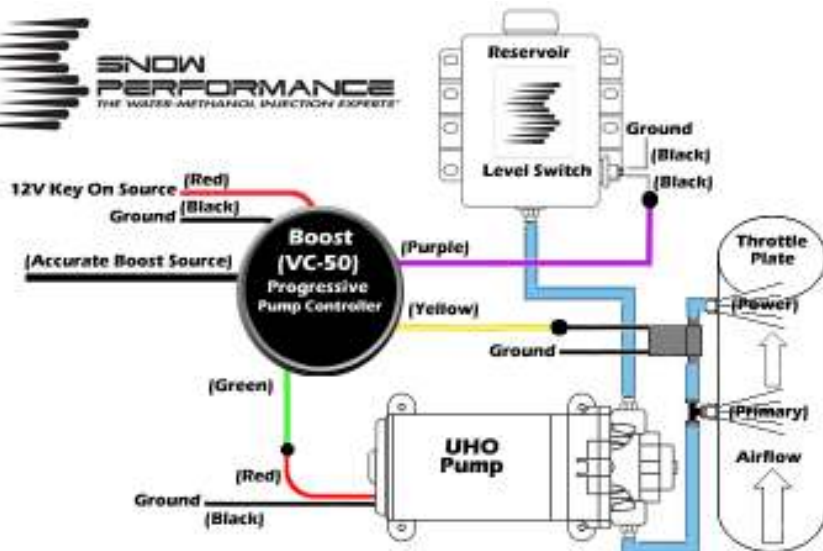 SNOW
PERFORMANCE
THE WATER-METHANOL INJECTION EXPERTS
Reservoir
Level Switch
Ground
(Black)
(Black)
12V Key On Source
(Red)
Ground
(Black)
(Accurate Boost Source)
Boost
(VC-50)
Progressive
Pump Controller
(Purple)
(Yellow)
Ground
(Green)
(Red)
Ground
(Black)
UHO
Pump
Throttle
Plate
(Power)
(Primary)
Airflow